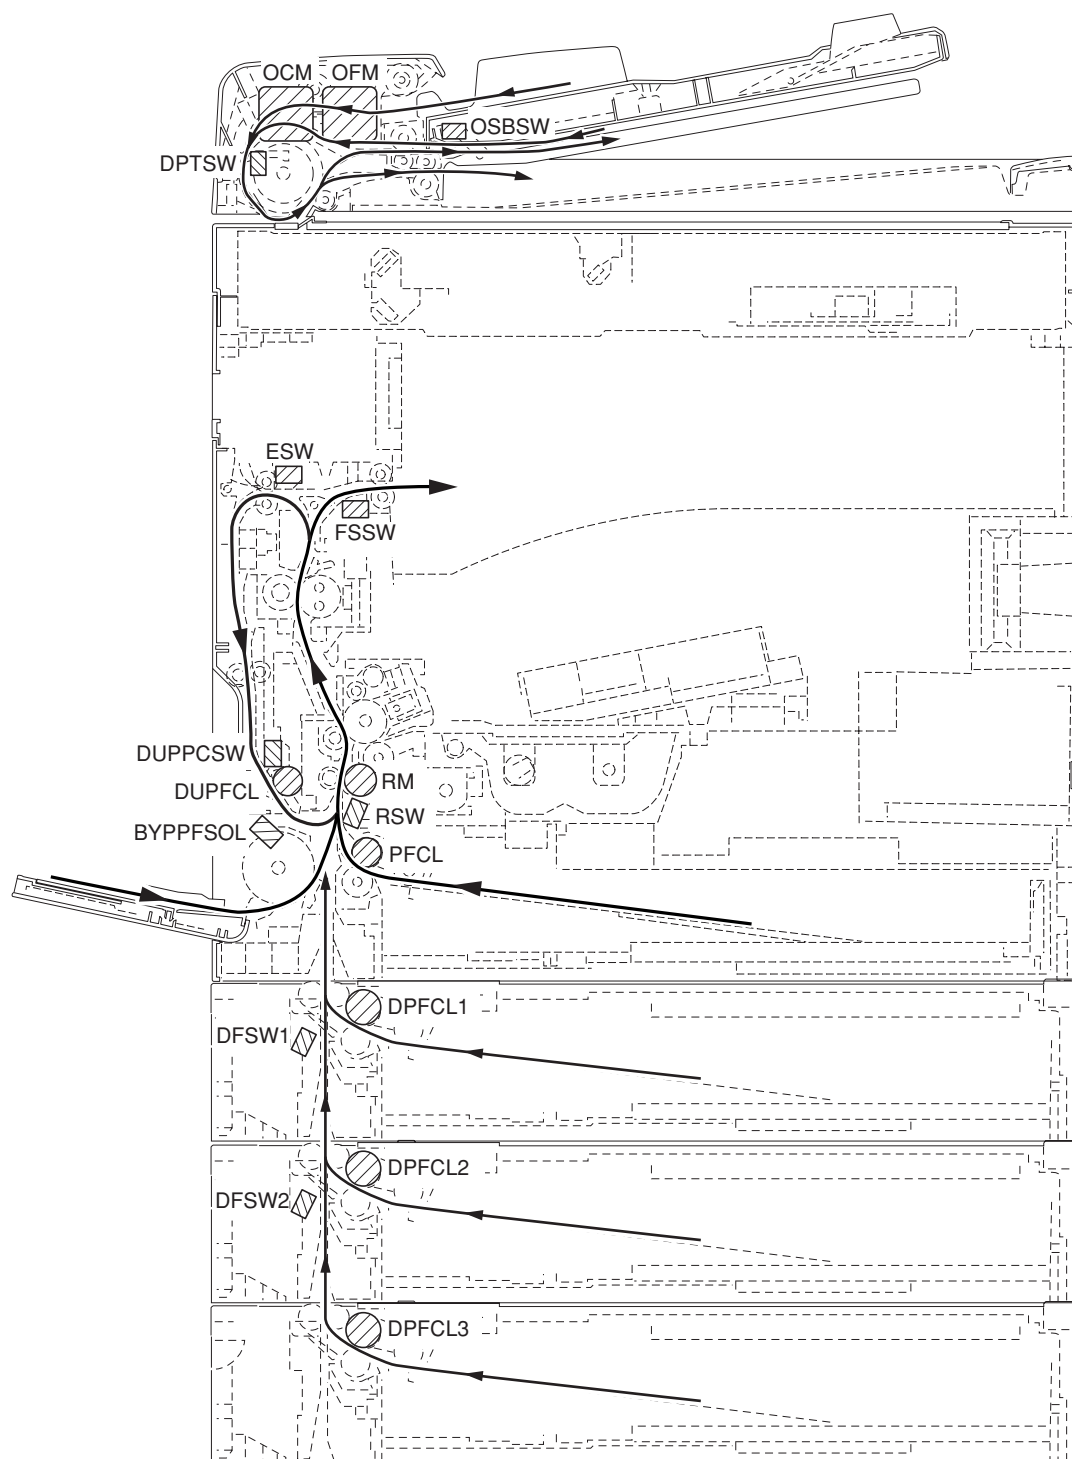 OCM OFM
OSBSW
DPTSW
ESW
FSSW
DUPPCSW
RM
DUPFCL
RSW
BYPPFSOL
PFCL
DPFCL1
DFSW1
DPFCL2
DFSW2
DPFCL3